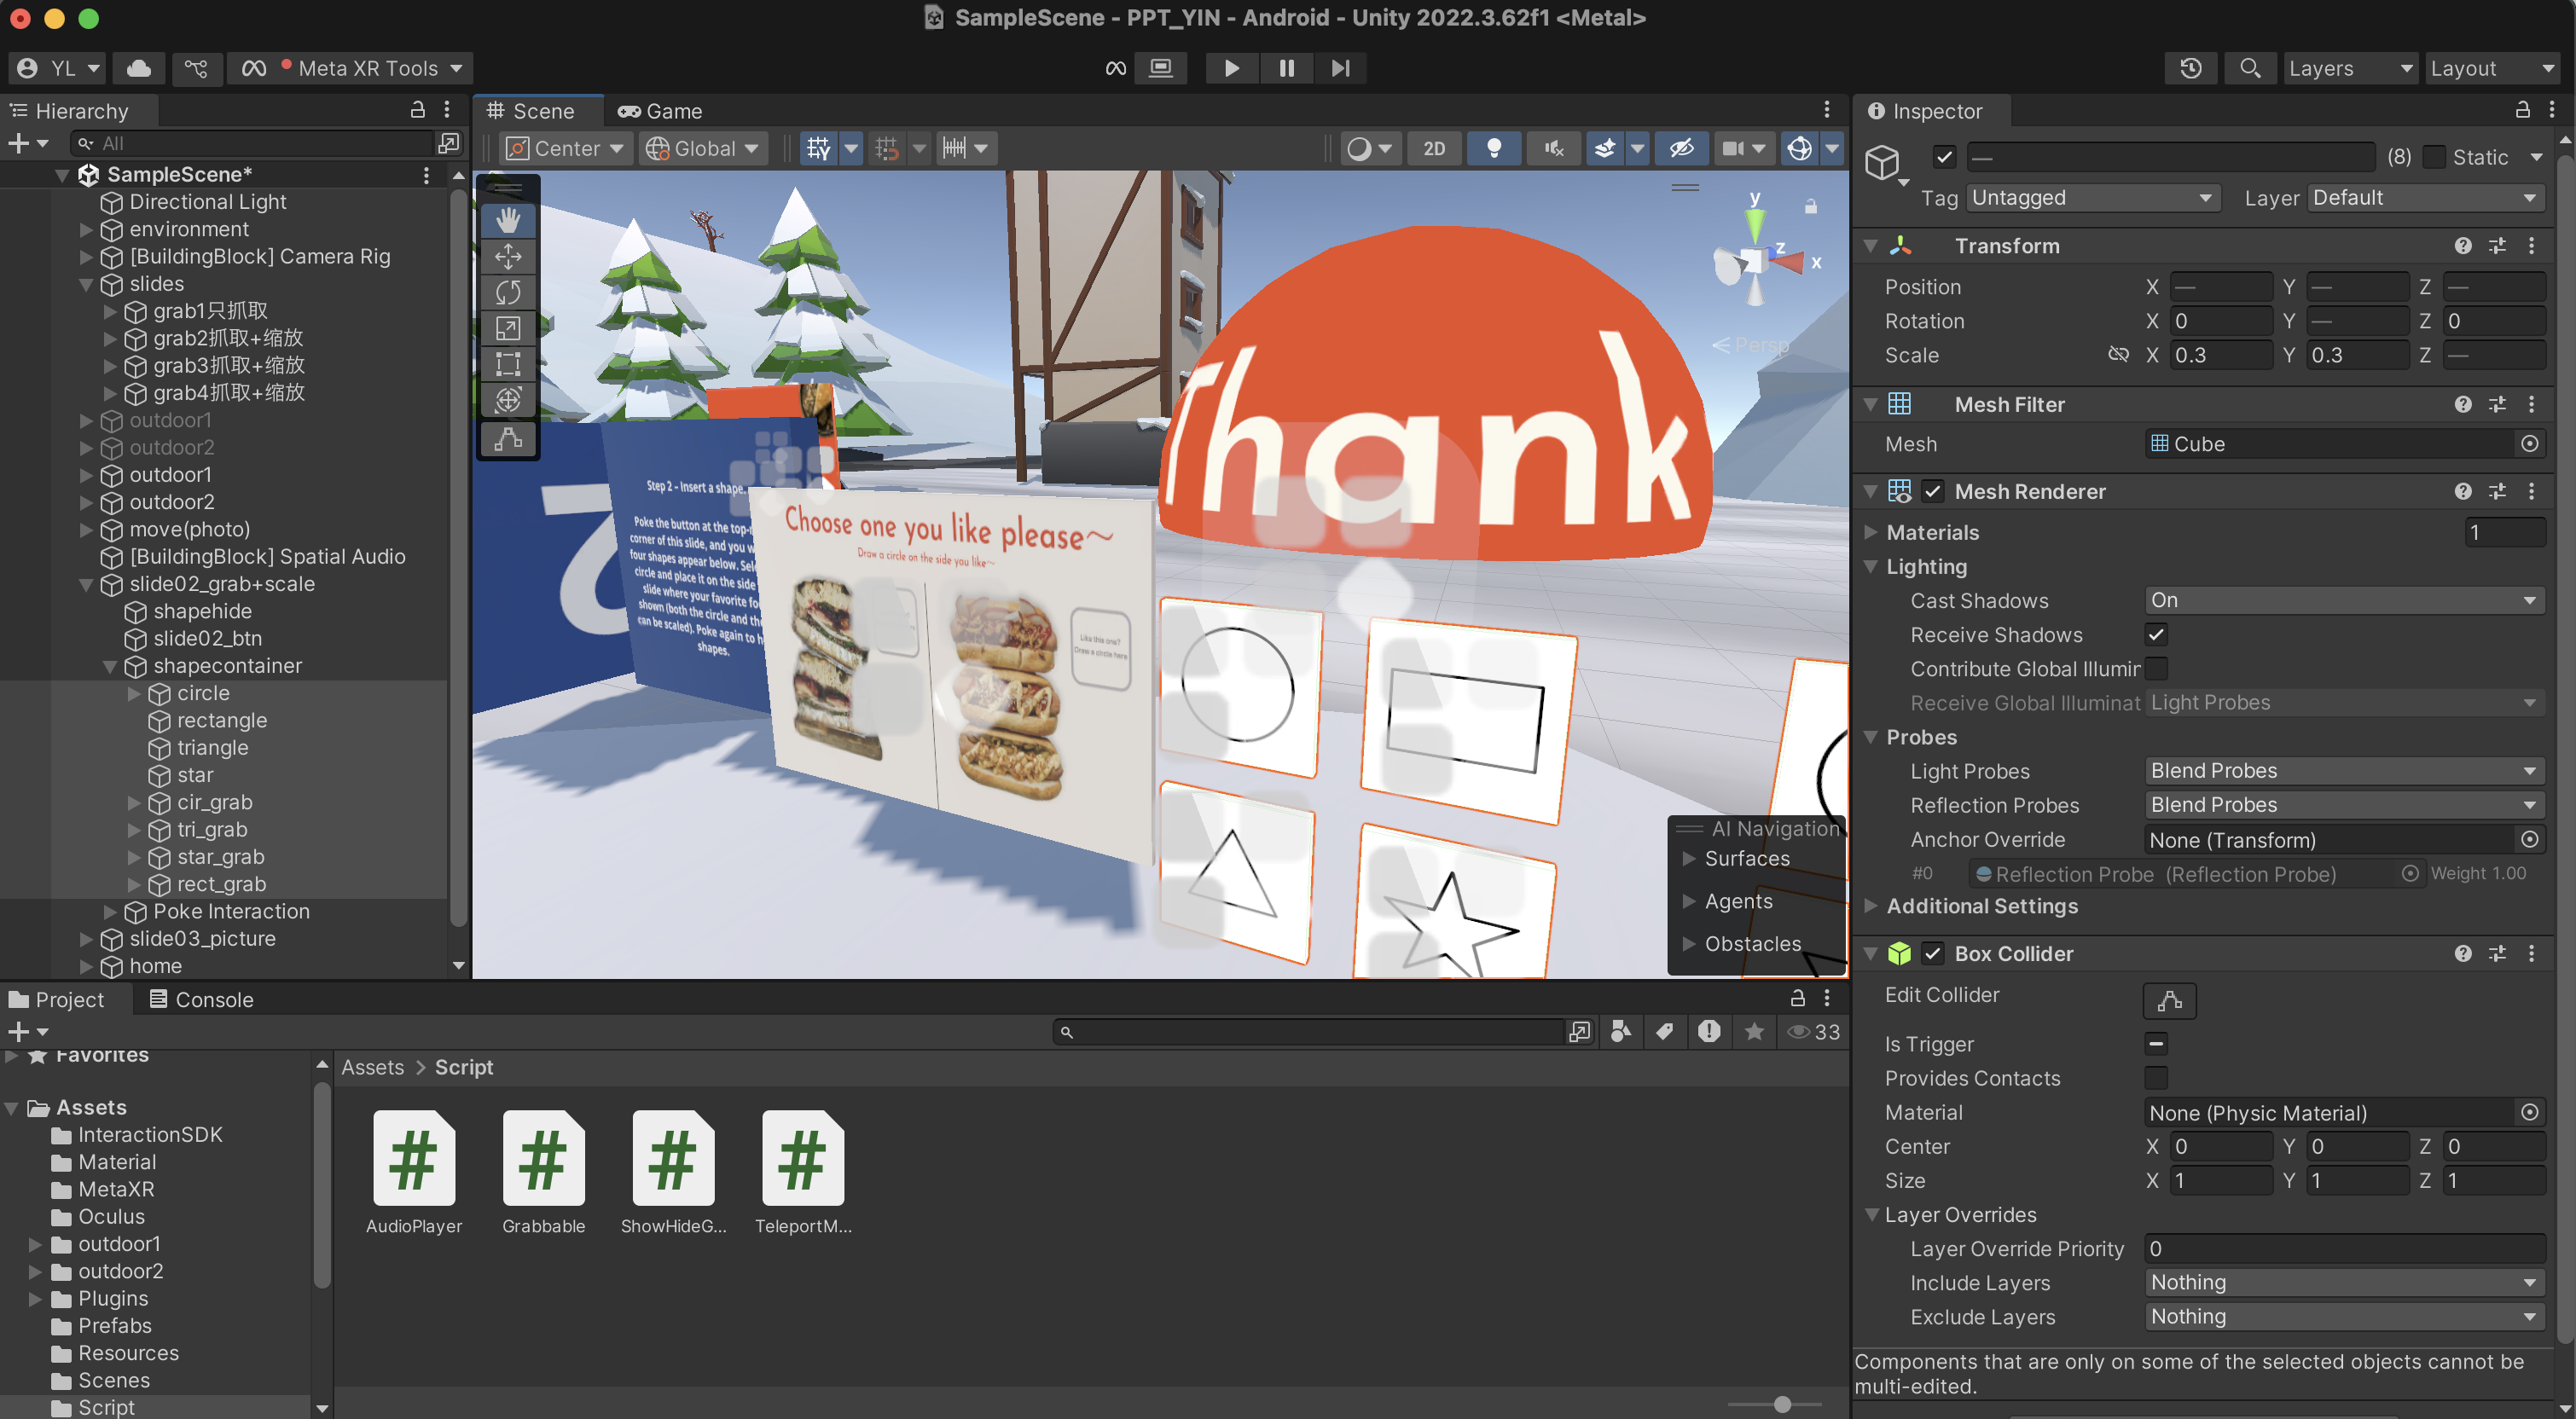 SampleScene - PPT_YIN - Android - Unity 2022.3.62f1 <Metal>
YL
Meta XR Tools
Layers
Layout
Hierarchy
All
SampleScene*
Directional Light
environment
[BuildingBlock] Camera Rig
slides
grab1只抓取
grab2抓取+缩放
grab3抓取+缩放
grab4抓取+缩放
outdoor1
outdoor2
outdoor1
outdoor2
move(photo)
[BuildingBlock] Spatial Audio
slide02_grab+scale
shapehide
slide02_btn
shapecontainer
circle
rectangle
triangle
star
cir_grab
tri_grab
star_grab
rect_grab
Poke Interaction
slide03_picture
home
Scene
Game
Center
Global
2D
y
z
x
Persp
Thank
2
Step 2 - Insert a shape.
Poke the button at the top-
corner of this slide, and you w
four shapes appear below. Sel
circle and place it on the side
slide where your favorite fo
shown (both the circle and the
can be scaled). Poke again to h
shapes.
Choose one you like please~
Draw a circle on the side you like~
Like this one?
Draw a circle here
AI Navigation
Surfaces
Agents
Obstacles
Inspector
—
(8)
Static
Tag
Untagged
Layer
Default
Transform
Position
X — Y — Z —
Rotation
X 0 Y — Z 0
Scale
X 0.3 Y 0.3 Z —
Mesh Filter
Mesh
Cube
Mesh Renderer
Materials
1
Lighting
Cast Shadows
On
Receive Shadows
Contribute Global Illumir
Receive Global Illuminat
Light Probes
Probes
Light Probes
Blend Probes
Reflection Probes
Blend Probes
Anchor Override
None (Transform)
#0
Reflection Probe (Reflection Probe)
Weight 1.00
Additional Settings
Box Collider
Edit Collider
Is Trigger
Provides Contacts
Material
None (Physic Material)
Center
X 0 Y 0 Z 0
Size
X 1 Y 1 Z 1
Layer Overrides
Layer Override Priority
0
Include Layers
Nothing
Exclude Layers
Nothing
Components that are only on some of the selected objects cannot be
multi-edited.
Project
Console
33
Favorites
Assets
InteractionSDK
Material
MetaXR
Oculus
outdoor1
outdoor2
Plugins
Prefabs
Resources
Scenes
Script
Assets > Script
AudioPlayer
Grabbable
ShowHideG...
TeleportM...